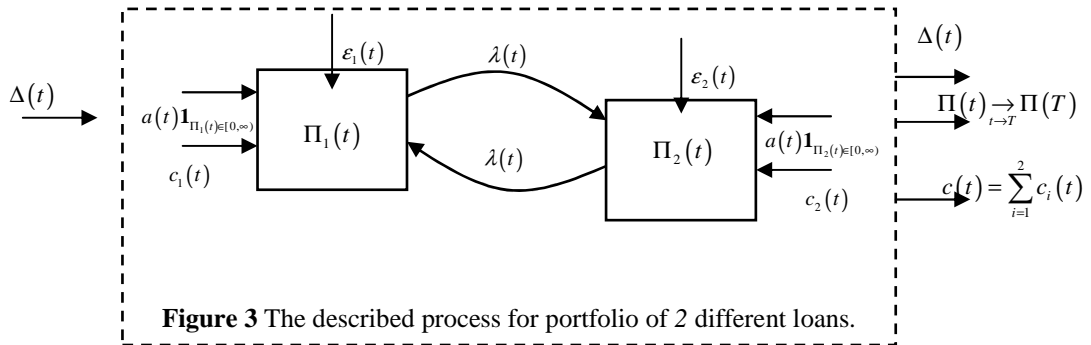 Δ(t)
ε₁(t)
a(t)1_{Π₁(t)∈[0,∞)}
c₁(t)
Π₁(t)
λ(t)
λ(t)
ε₂(t)
Π₂(t)
a(t)1_{Π₂(t)∈[0,∞)}
c₂(t)
Δ(t)
Π(t) →_{t→T} Π(T)
c(t) = ∑_{i=1}^{2} c_i(t)
Figure 3 The described process for portfolio of 2 different loans.